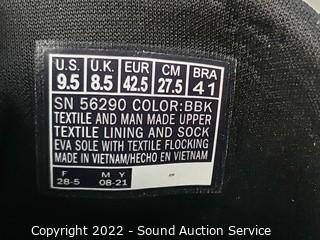 U.S. U.K. EUR CM BRA
9.5 8.5 42.5 27.5 41
SN 56290 COLOR:BBK
TEXTILE AND MAN MADE UPPER
TEXTILE LINING AND SOCK
EVA SOLE WITH TEXTILE FLOCKING
MADE IN VIETNAM/HECHO EN VIETNAM
F M Y
28-5 08-21
Copyright 2022 - Sound Auction Service